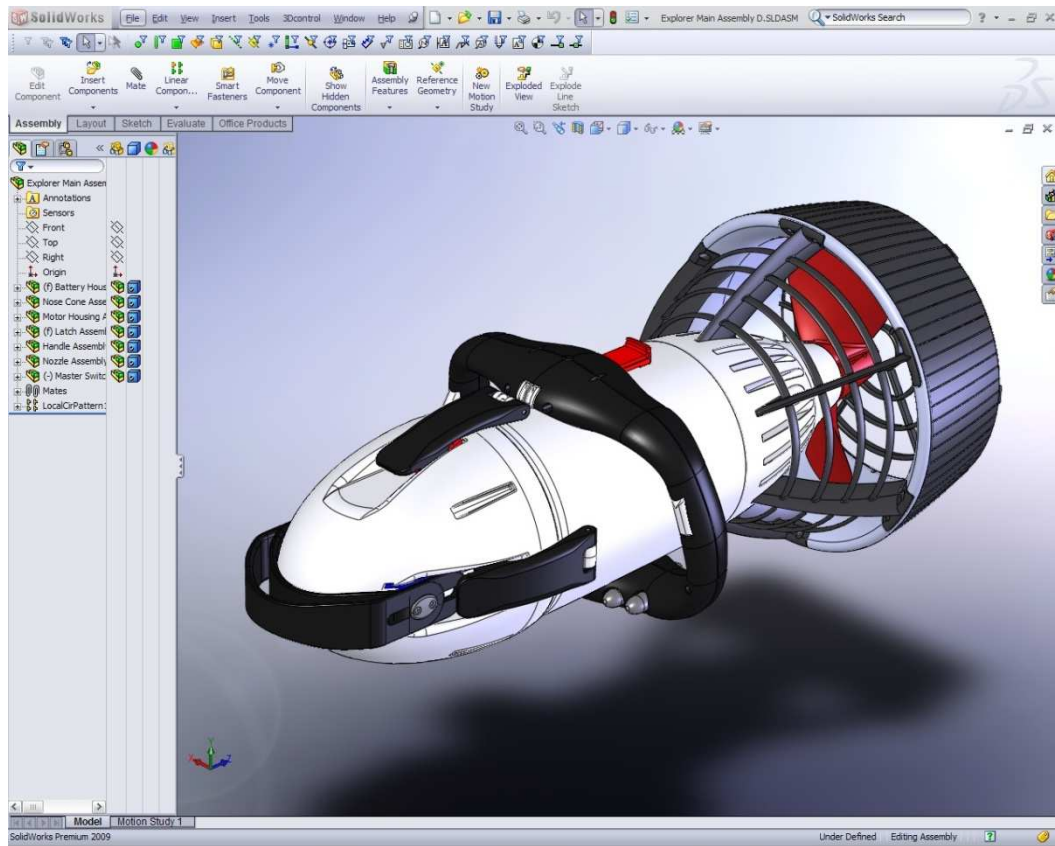 SolidWorks File Edit View Insert Tools 3Dcontrol Window Help Explorer Main Assembly D.SLDASM SolidWorks Search
Edit Component
Insert Components
Mate
Linear Compon...
Smart Fasteners
Move Component
Show Hidden Components
Assembly Features
Reference Geometry
New Motion Study
Exploded View
Explode Line Sketch
Assembly Layout Sketch Evaluate Office Products
Explorer Main Assem
Annotations
Sensors
Front
Top
Right
Origin
(f) Battery Hous
Nose Cone Asse
Motor Housing A
(f) Latch Asseml
Handle Assembl
Nozzle Assembly
(-) Master Switc
Mates
LocalCirPattern1
Y
X
Z
Model Motion Study 1
SolidWorks Premium 2009 Under Defined Editing Assembly